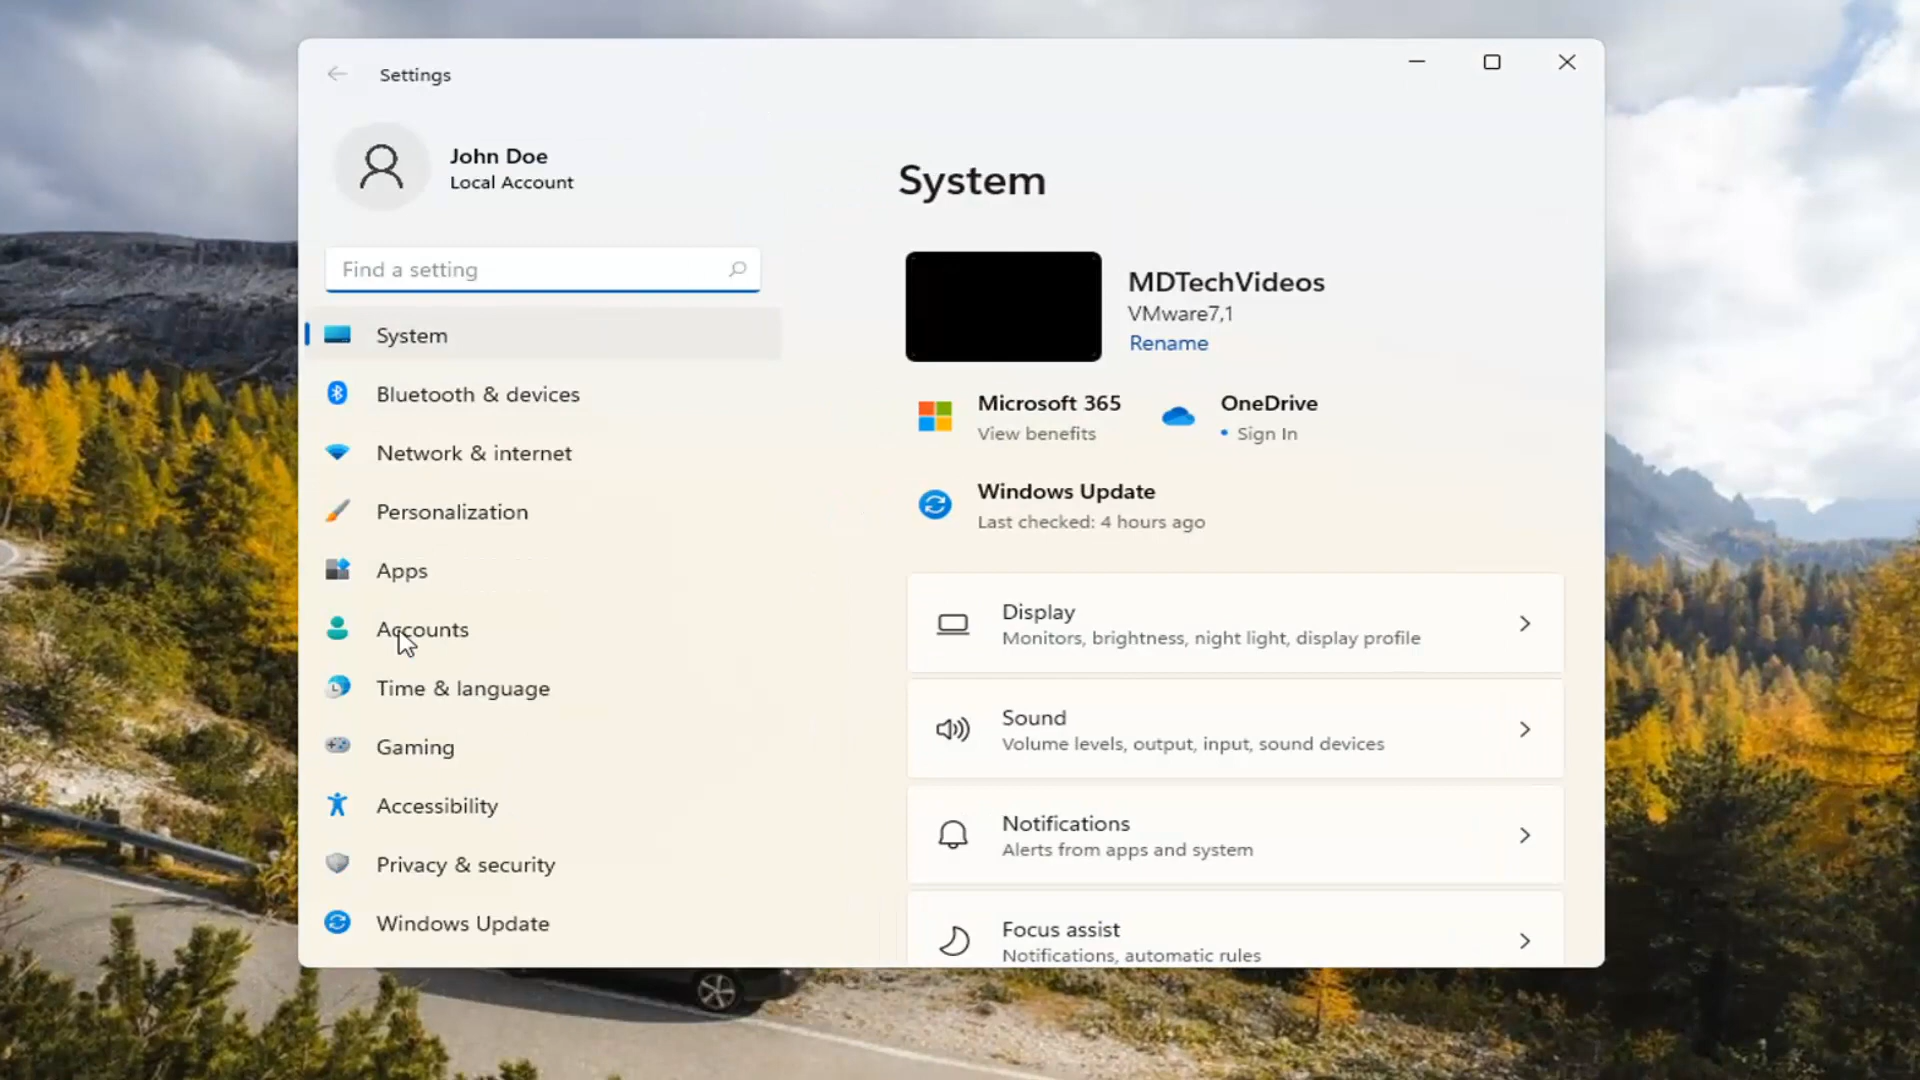 Settings
John Doe
Local Account
Find a setting
System
Bluetooth & devices
Network & internet
Personalization
Apps
Accounts
Time & language
Gaming
Accessibility
Privacy & security
Windows Update
System
MDTechVideos
VMware7,1
Rename
Microsoft 365
View benefits
OneDrive
• Sign In
Windows Update
Last checked: 4 hours ago
Display
Monitors, brightness, night light, display profile
Sound
Volume levels, output, input, sound devices
Notifications
Alerts from apps and system
Focus assist
Notifications, automatic rules